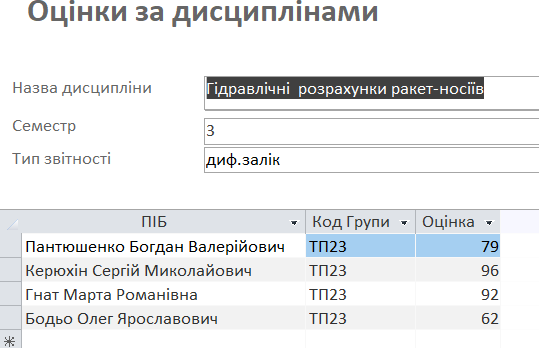 Оцінки за дисциплінами
Назва дисципліни Гідравлічні розрахунки ракет-носіїв
Семестр 3
Тип звітності диф.залік
ПІБ Код Групи Оцінка
Пантюшенко Богдан Валерійович ТП23 79
Керюхін Сергій Миколайович ТП23 96
Гнат Марта Романівна ТП23 92
Бодьо Олег Ярославович ТП23 62